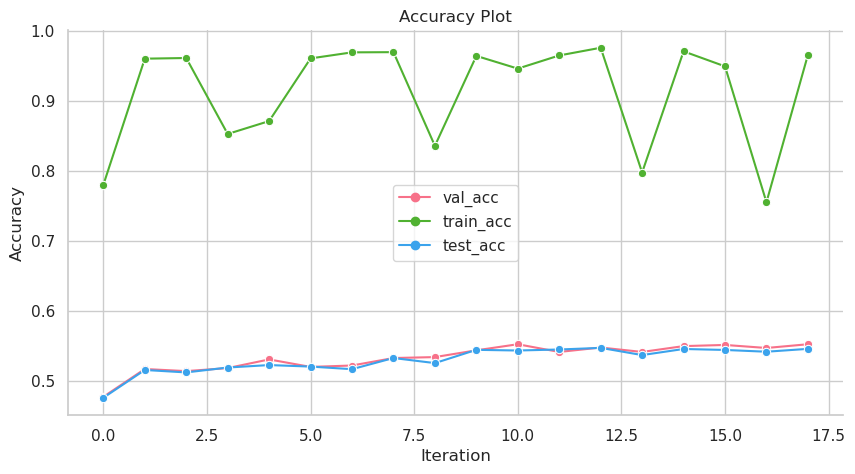 Accuracy Plot
1.0
0.9
0.8
0.7
0.6
0.5
Accuracy
val_acc
train_acc
test_acc
0.0 2.5 5.0 7.5 10.0 12.5 15.0 17.5
Iteration